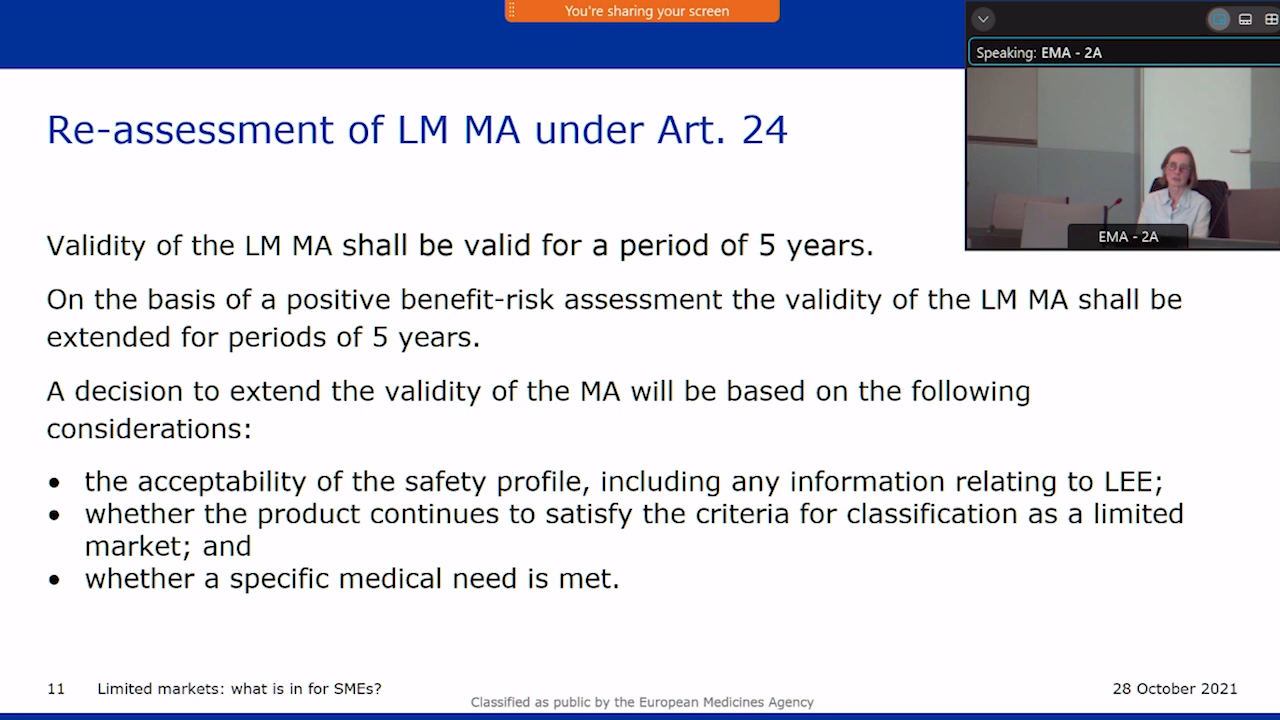 You're sharing your screen
Speaking: EMA - 2A
EMA - 2A
Re-assessment of LM MA under Art. 24
Validity of the LM MA shall be valid for a period of 5 years.
On the basis of a positive benefit-risk assessment the validity of the LM MA shall be
extended for periods of 5 years.
A decision to extend the validity of the MA will be based on the following
considerations:
• the acceptability of the safety profile, including any information relating to LEE;
• whether the product continues to satisfy the criteria for classification as a limited
market; and
• whether a specific medical need is met.
11 Limited markets: what is in for SMEs? 28 October 2021
Classified as public by the European Medicines Agency